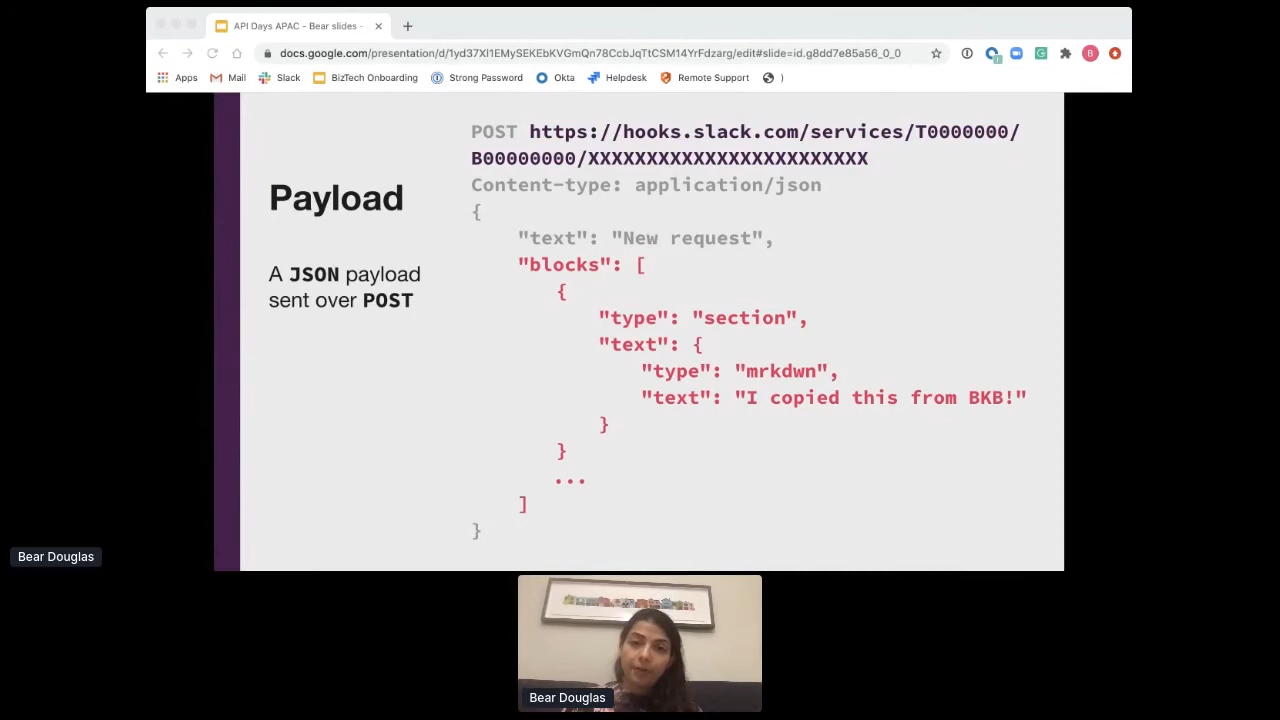 API Days APAC - Bear slides -
docs.google.com/presentation/d/1yd37Xl1EMySEKEbKVGmQn78CcbJqTtCSM14YrFdzarg/edit#slide=id.g8dd7e85a56_0_0
B
Apps
Mail
Slack
BizTech Onboarding
Strong Password
Okta
Helpdesk
Remote Support
)
Payload
A JSON payload
sent over POST
POST https://hooks.slack.com/services/T0000000/
B00000000/XXXXXXXXXXXXXXXXXXXXXXXX
Content-type: application/json
{
"text": "New request",
"blocks": [
{
"type": "section",
"text": {
"type": "mrkdwn",
"text": "I copied this from BKB!"
}
}
...
]
}
Bear Douglas
Bear Douglas